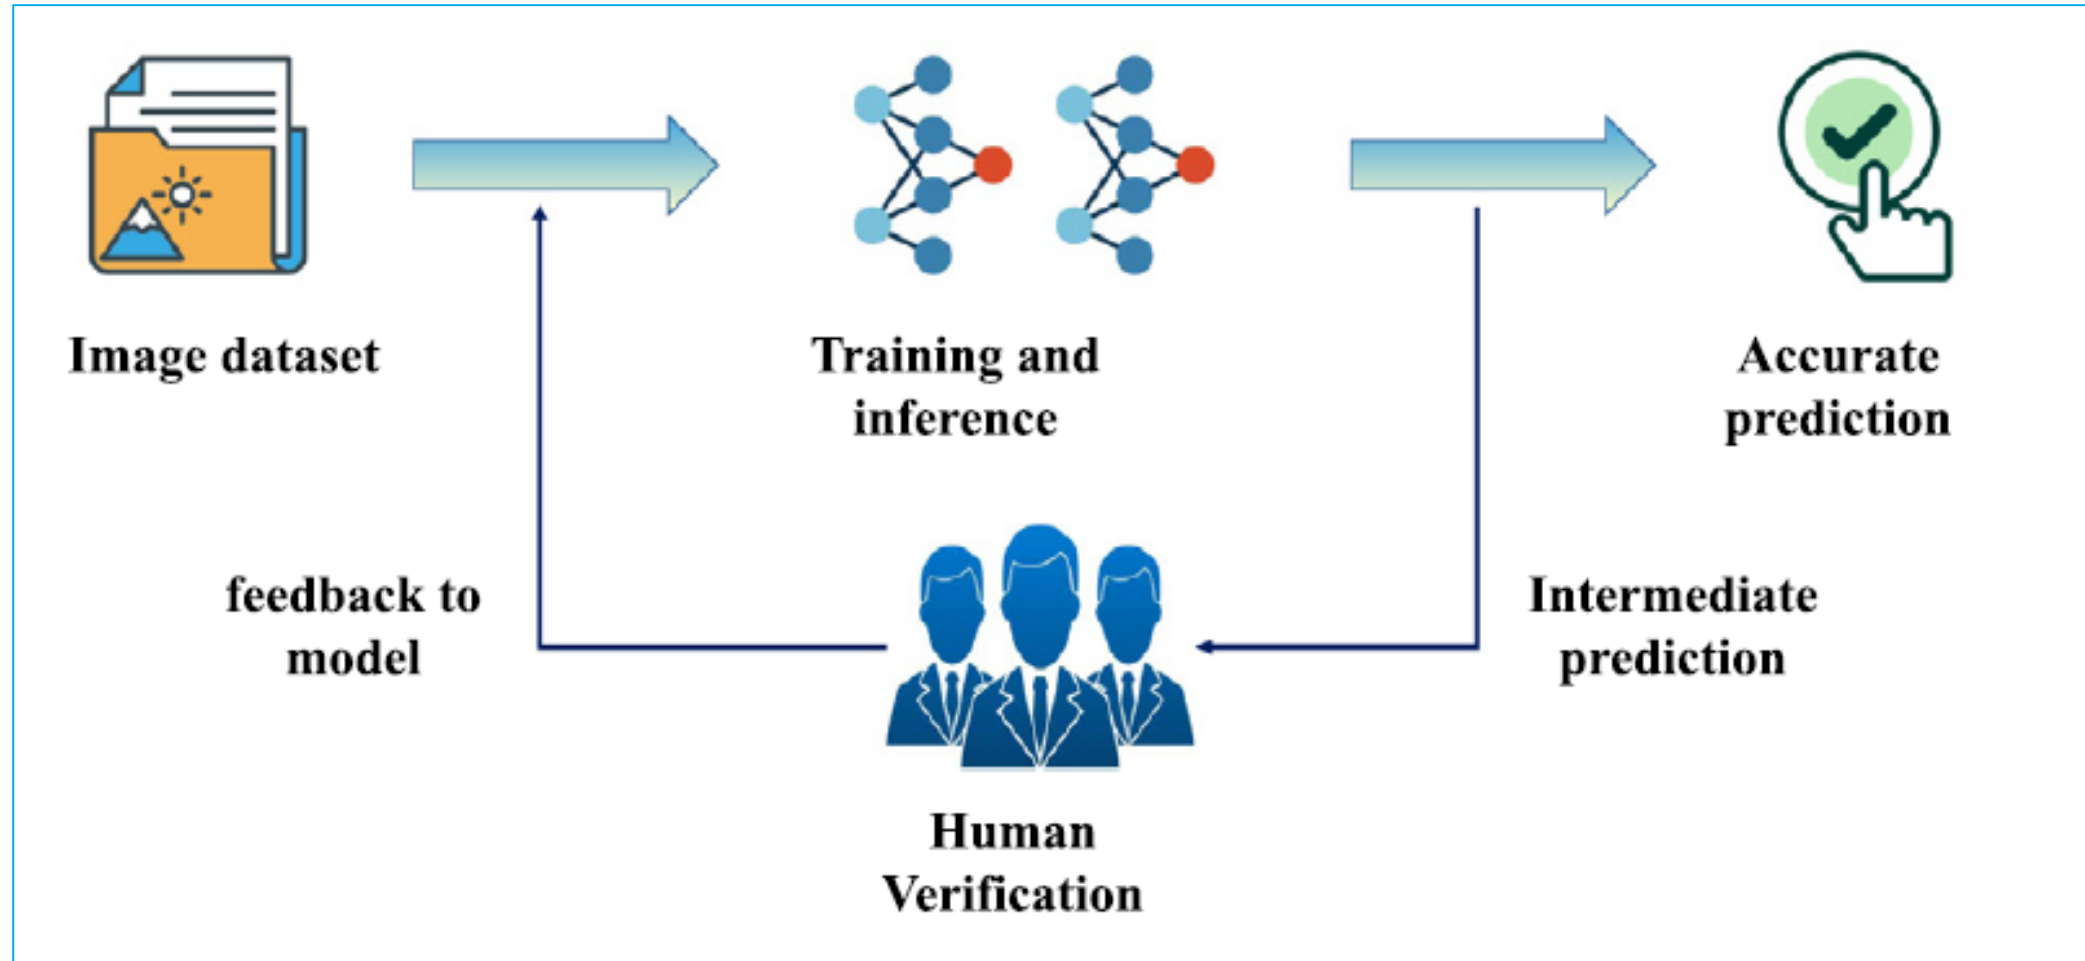 Image dataset
Training and
inference
Accurate
prediction
feedback to
model
Intermediate
prediction
Human
Verification